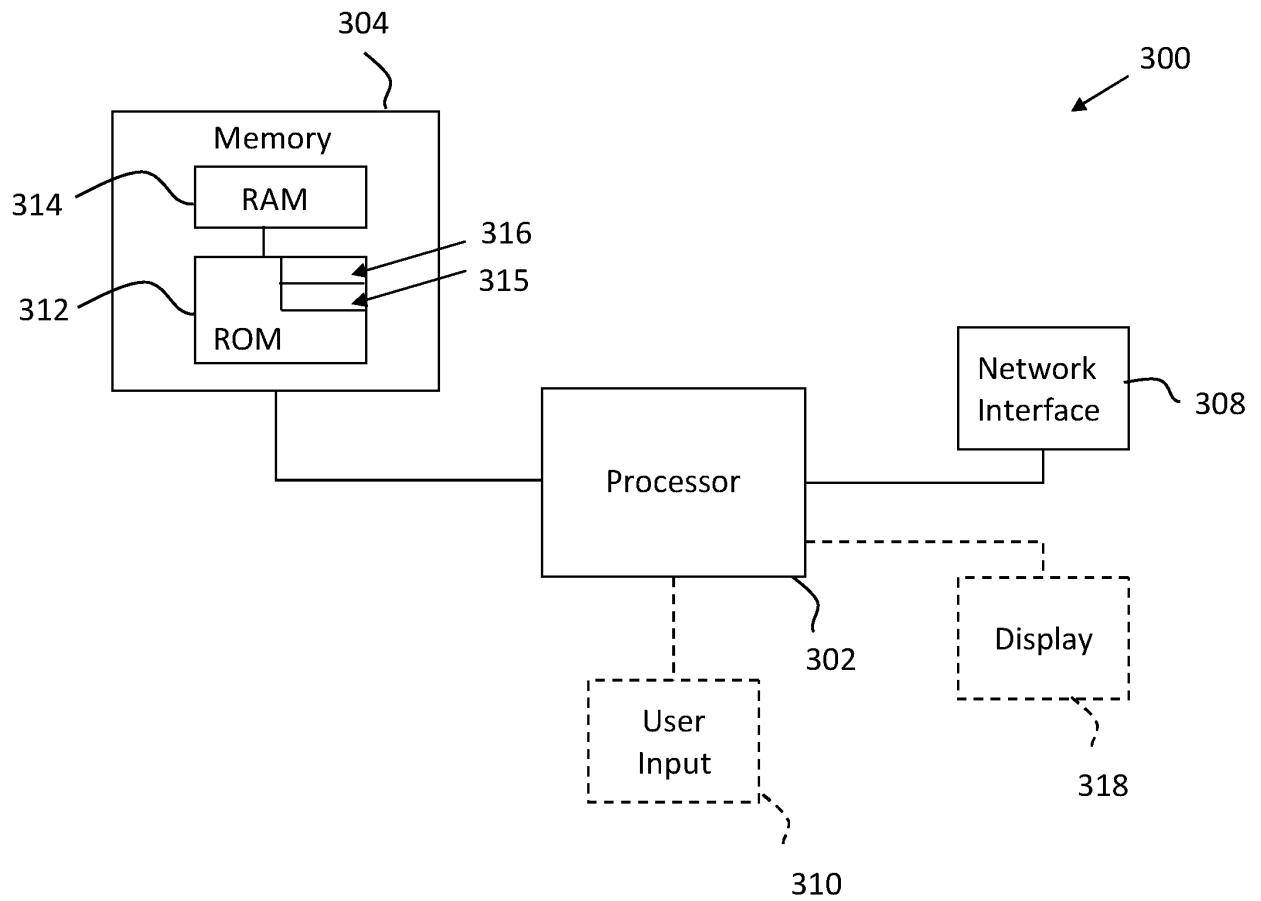 304
300
Memory
314
RAM
316
315
312
ROM
Network
Interface
308
Processor
Display
302
User
Input
318
310